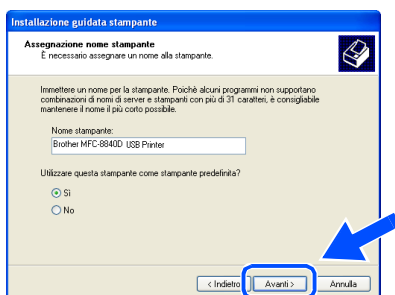 Installazione guidata stampante
Assegnazione nome stampante
È necessario assegnare un nome alla stampante.
Immettere un nome per la stampante. Poiché alcuni programmi non supportano
combinazioni di nomi di server e stampanti con più di 31 caratteri, è consigliabile
mantenere il nome il più corto possibile.
Nome stampante:
Brother MFC-8840D USB Printer
Utilizzare questa stampante come stampante predefinita?
Sì
No
< Indietro
Avanti >
Annulla